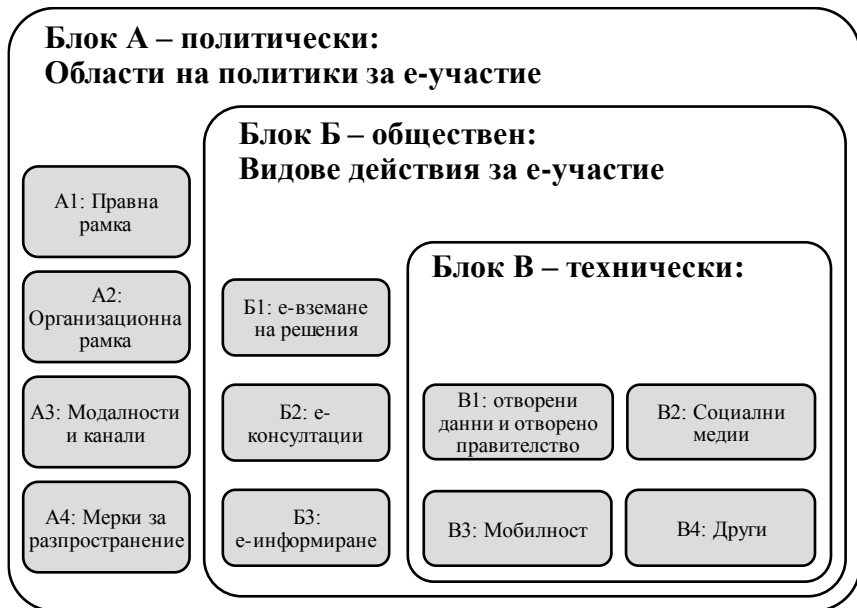 Блок А – политически:
Области на политики за е-участие
Блок Б – обществен:
Видове действия за е-участие
Блок В – технически:
А1: Правна
рамка
А2:
Организационна
рамка
А3: Модалности
и канали
А4: Мерки за
разпространение
Б1: е-вземане
на решения
Б2: е-
консултации
Б3:
е-информиране
В1: отворени
данни и отворено
правителство
В2: Социални
медии
В3: Мобилност
В4: Други